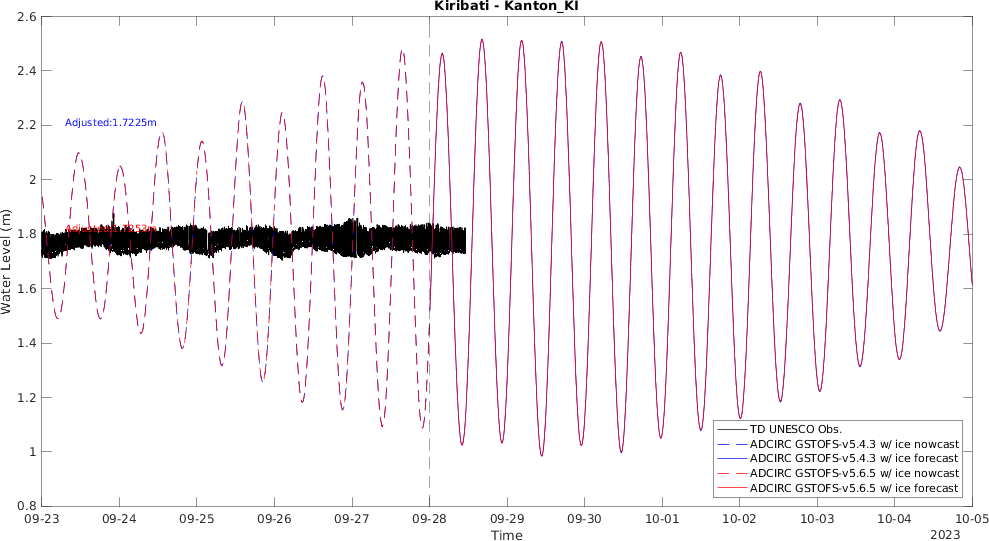 Kiribati - Kanton_KI
Water Level (m)
2.6
2.4
2.2
2
1.8
1.6
1.4
1.2
1
0.8
Adjusted:1.7225m
TD UNESCO Obs.
ADCIRC GSTOFS-v5.4.3 w/ ice nowcast
ADCIRC GSTOFS-v5.4.3 w/ ice forecast
ADCIRC GSTOFS-v5.6.5 w/ ice nowcast
ADCIRC GSTOFS-v5.6.5 w/ ice forecast
09-23 09-24 09-25 09-26 09-27 09-28 09-29 09-30 10-01 10-02 10-03 10-04 10-05
Time
2023